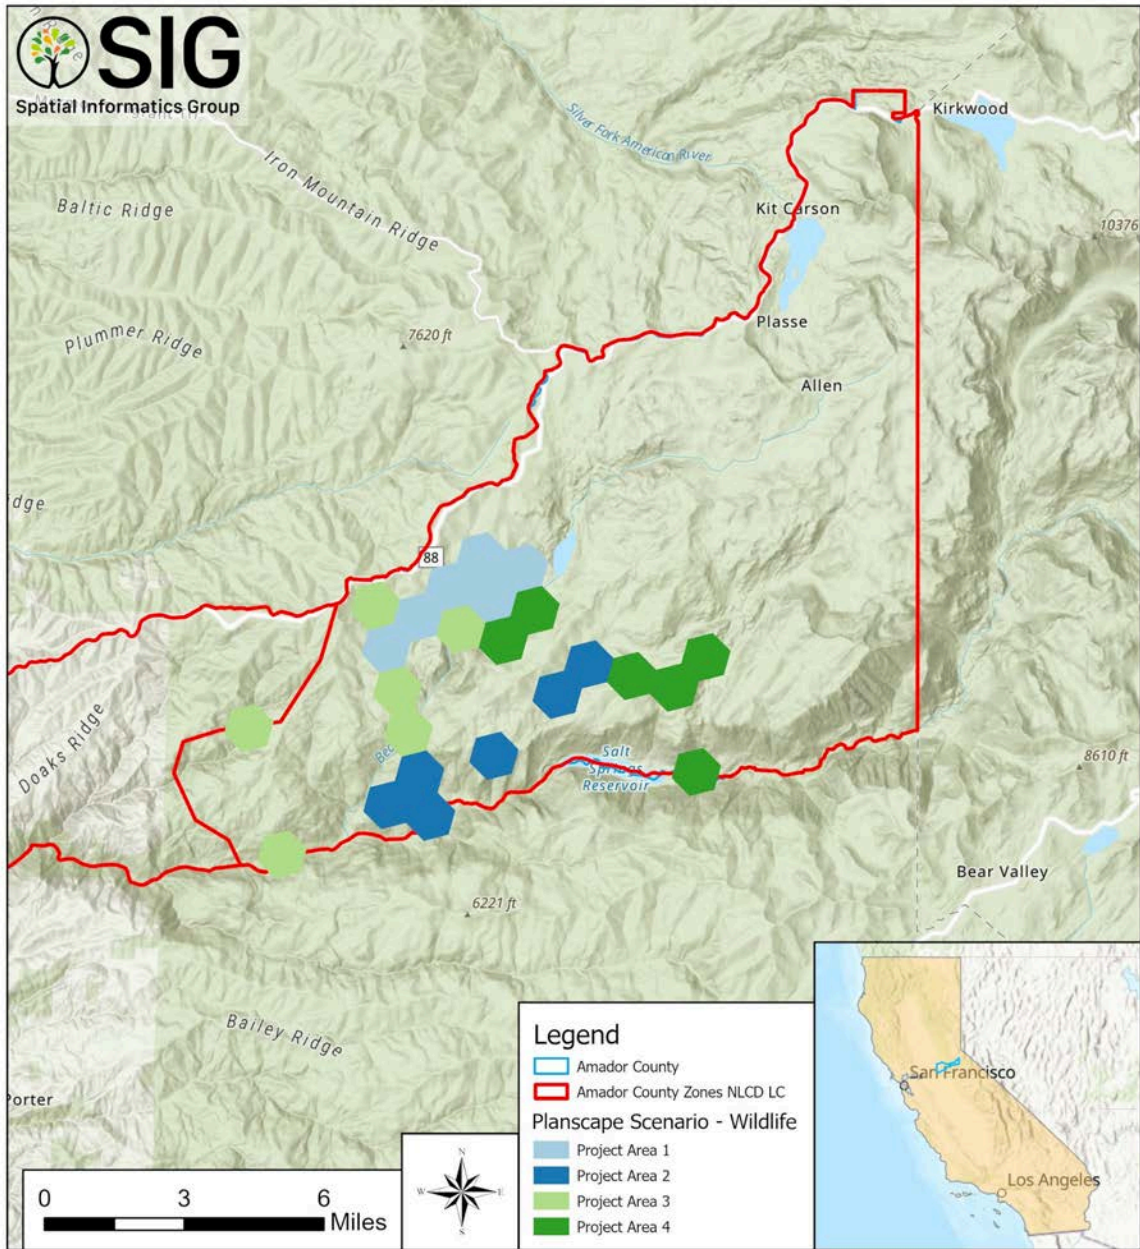 SIG
Spatial Informatics Group
Kirkwood
Silver Fork American River
Iron Mountain Ridge
Baltic Ridge
Kit Carson
10376
Plummer Ridge
7620 ft
Plasse
Allen
idge
88
Doaks Ridge
Bec
Salt
Springs
Reservoir
8610 ft
Bear Valley
6221 ft
Bailey Ridge
Porter
Legend
Amador County
Amador County Zones NLCD LC
Planscape Scenario - Wildlife
Project Area 1
Project Area 2
Project Area 3
Project Area 4
N
W
E
S
0
3
6
Miles
San Francisco
Los Angeles